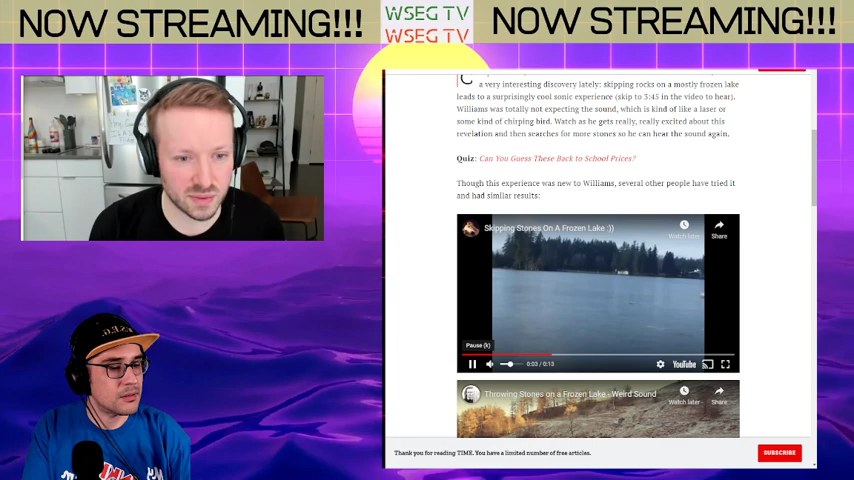 NOW STREAMING!!!
WSEG TV
WSEG TV
NOW STREAMING!!!
a very interesting discovery lately: skipping rocks on a mostly frozen lake
leads to a surprisingly cool sonic experience (skip to 3:45 in the video to hear).
Williams was totally not expecting the sound, which is kind of like a laser or
some kind of chirping bird. Watch as he gets really, really excited about this
revelation and then searches for more stones so he can hear the sound again.
Quiz: Can You Guess These Back to School Prices?
Though this experience was new to Williams, several other people have tried it
and had similar results:
Skipping Stones On A Frozen Lake :))
Watch later
Share
Pause (k)
0:03 / 0:13
YouTube
Throwing Stones on a Frozen Lake - Weird Sound
Watch later
Share
Thank you for reading TIME. You have a limited number of free articles.
SUBSCRIBE